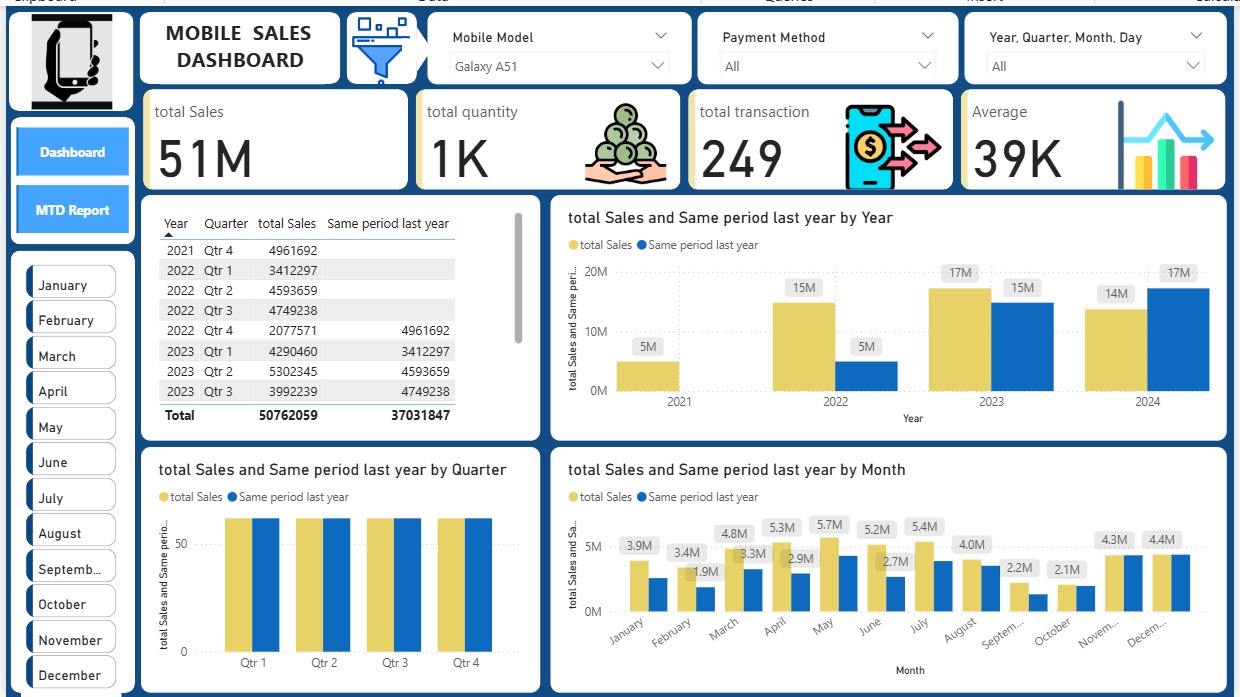 MOBILE SALES
DASHBOARD
Mobile Model
Galaxy A51
Payment Method
All
Year, Quarter, Month, Day
All
Dashboard
MTD Report
total Sales
51M
total quantity
1K
total transaction
249
Average
39K
January
February
March
April
May
June
July
August
Septemb...
October
November
December
Year Quarter total Sales Same period last year
2021 Qtr 4 4961692
2022 Qtr 1 3412297
2022 Qtr 2 4593659
2022 Qtr 3 4749238
2022 Qtr 4 2077571 4961692
2023 Qtr 1 4290460 3412297
2023 Qtr 2 5302345 4593659
2023 Qtr 3 3992239 4749238
Total 50762059 37031847
total Sales and Same period last year by Year
total Sales Same period last year
total Sales and Same peri...
20M
10M
0M
5M
15M
5M
17M
15M
14M
17M
2021 2022 2023 2024
Year
total Sales and Same period last year by Quarter
total Sales Same period last year
total Sales and Same perio...
50
0
Qtr 1 Qtr 2 Qtr 3 Qtr 4
total Sales and Same period last year by Month
total Sales Same period last year
total Sales and Sa...
5M
0M
3.9M
3.4M
1.9M
4.8M
3.3M
5.3M
2.9M
5.7M
5.2M
2.7M
5.4M
4.0M
2.2M
2.1M
4.3M
4.4M
January February March April May June July August Septem... October Novem... Decem...
Month